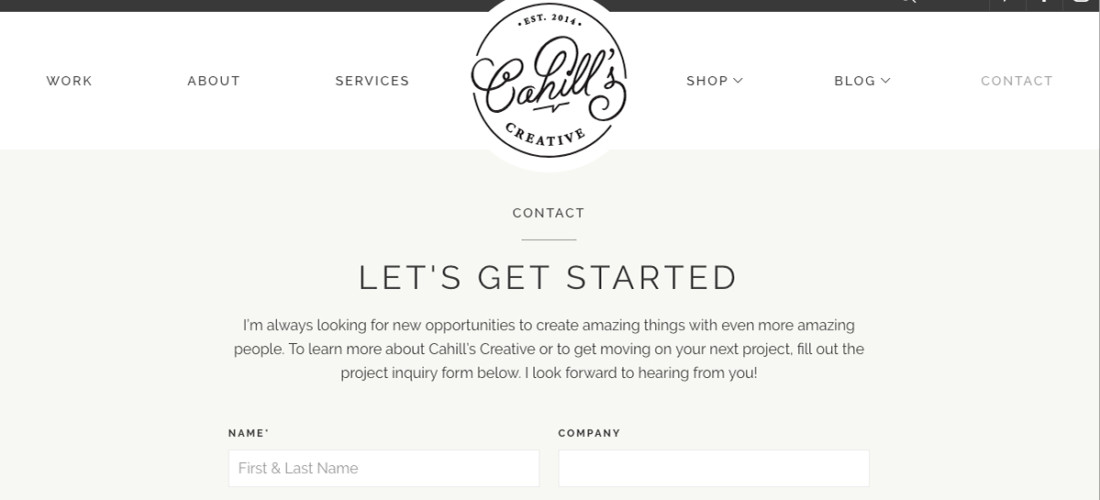 WORK
ABOUT
SERVICES
• EST. 2014 •
Cahill's
CREATIVE
SHOP
BLOG
CONTACT
CONTACT
LET'S GET STARTED
I'm always looking for new opportunities to create amazing things with even more amazing
people. To learn more about Cahill's Creative or to get moving on your next project, fill out the
project inquiry form below. I look forward to hearing from you!
NAME*
COMPANY
First & Last Name